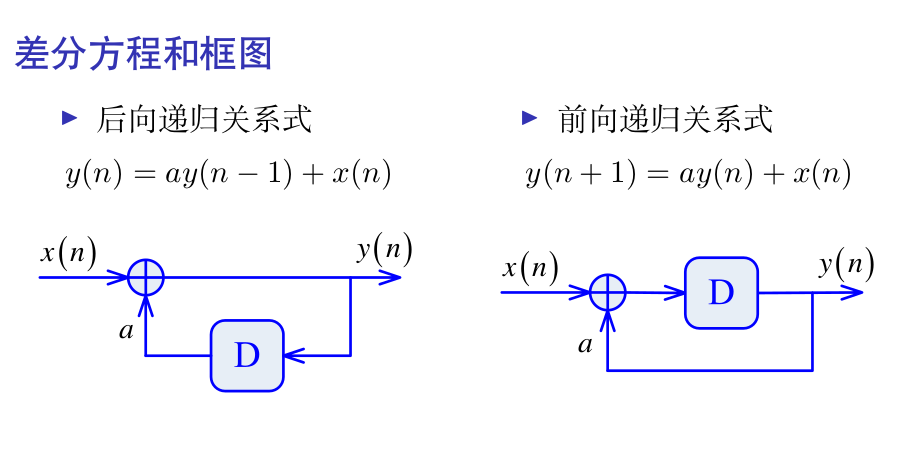 差分方程和框图
▶ 后向递归关系式
y(n) = ay(n − 1) + x(n)
x(n)
y(n)
a
D
▶ 前向递归关系式
y(n + 1) = ay(n) + x(n)
x(n)
D
y(n)
a